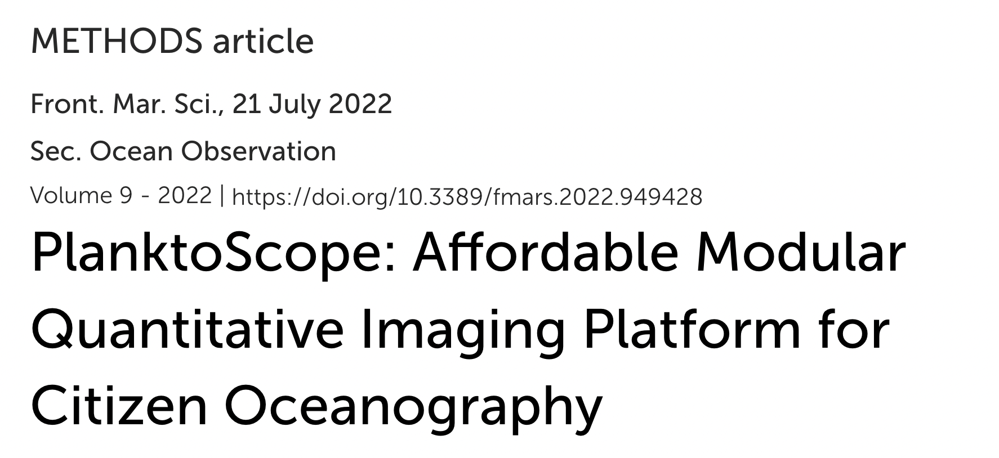 METHODS article
Front. Mar. Sci., 21 July 2022
Sec. Ocean Observation
Volume 9 - 2022 | https://doi.org/10.3389/fmars.2022.949428
PlanktoScope: Affordable Modular
Quantitative Imaging Platform for
Citizen Oceanography